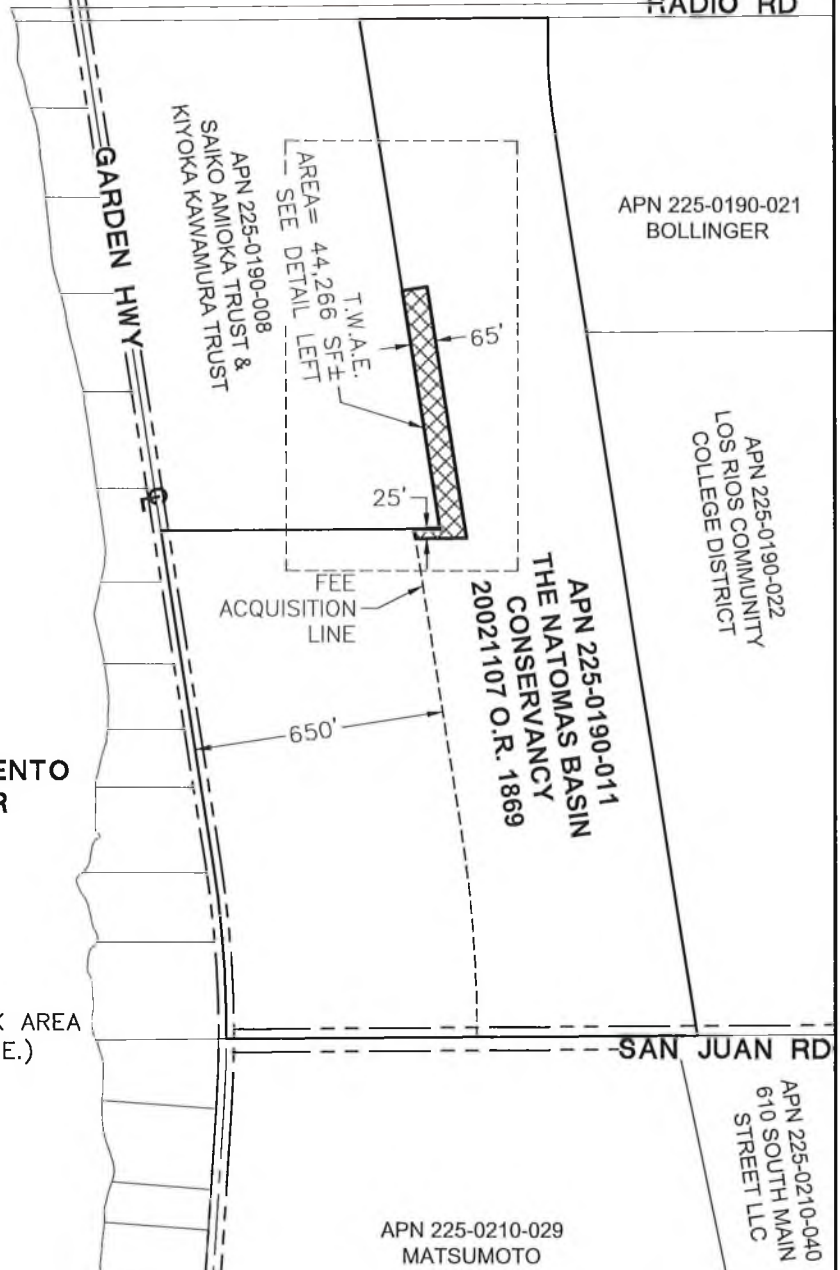 RADIO RD
GARDEN HWY
APN 225-0190-008
SAIKO AMIOKA TRUST &
KIYOKA KAWAMURA TRUST
T.W.A.E.
AREA= 44,266 SF±
SEE DETAIL LEFT
65'
APN 225-0190-021
BOLLINGER
APN 225-0190-022
LOS RIOS COMMUNITY
COLLEGE DISTRICT
25'
FEE
ACQUISITION
LINE
APN 225-0190-011
THE NATOMAS BASIN
CONSERVANCY
20021107 O.R. 1869
650'
ENTO
R
AREA
E.)
SAN JUAN RD
APN 225-0210-040
610 SOUTH MAIN
STREET LLC
APN 225-0210-029
MATSUMOTO